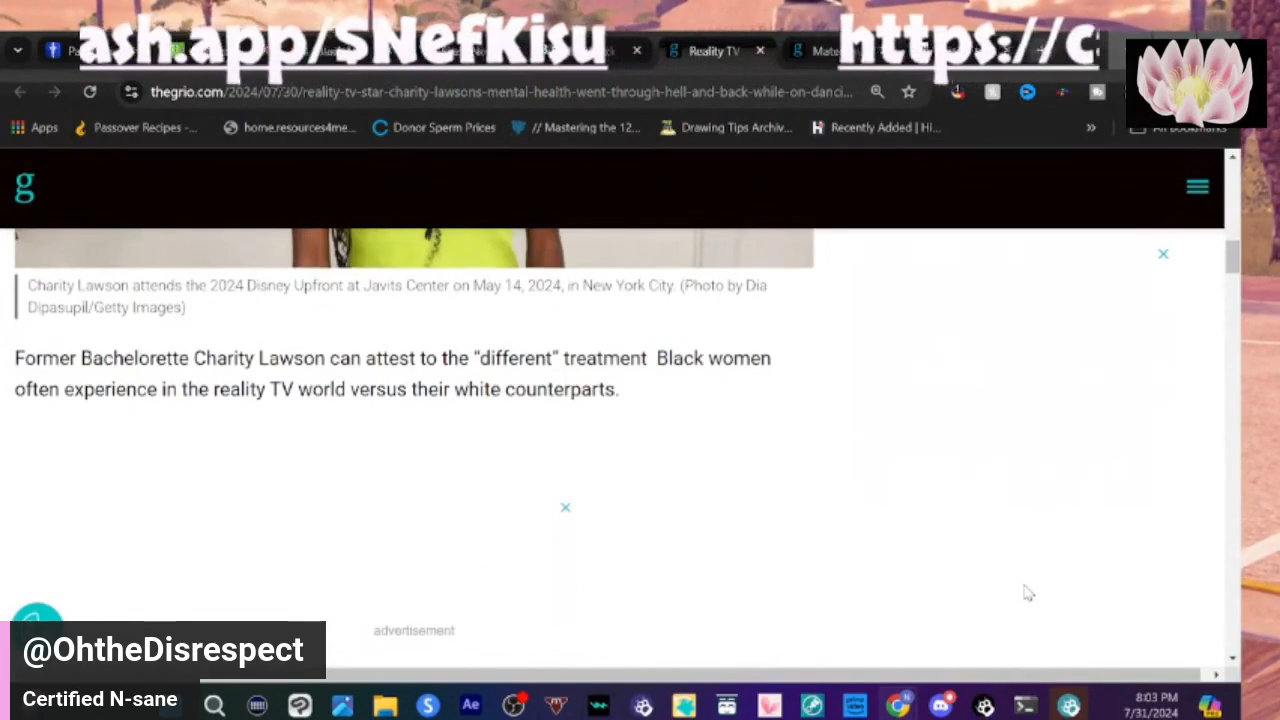 ash.app/$NefKisu
https://c
Reality TV
Mate
thegrio.com/2024/07/30/reality-tv-star-charity-lawsons-mental-health-went-through-hell-and-back-while-on-danci...
Apps
Passover Recipes -...
home.resources4me...
Donor Sperm Prices
// Mastering the 12...
Drawing Tips Archiv...
Recently Added | Hi...
»
All Bookmarks
g
Charity Lawson attends the 2024 Disney Upfront at Javits Center on May 14, 2024, in New York City. (Photo by Dia
Dipasupil/Getty Images)
Former Bachelorette Charity Lawson can attest to the “different” treatment Black women
often experience in the reality TV world versus their white counterparts.
advertisement
@OhtheDisrespect
Certified N-sane
8:03 PM
7/31/2024